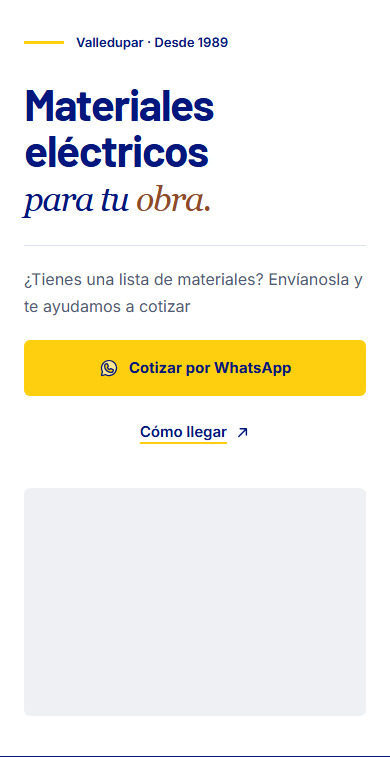 Valledupar · Desde 1989
Materiales
eléctricos
para tu obra.
¿Tienes una lista de materiales? Envíanosla y
te ayudamos a cotizar
Cotizar por WhatsApp
Cómo llegar